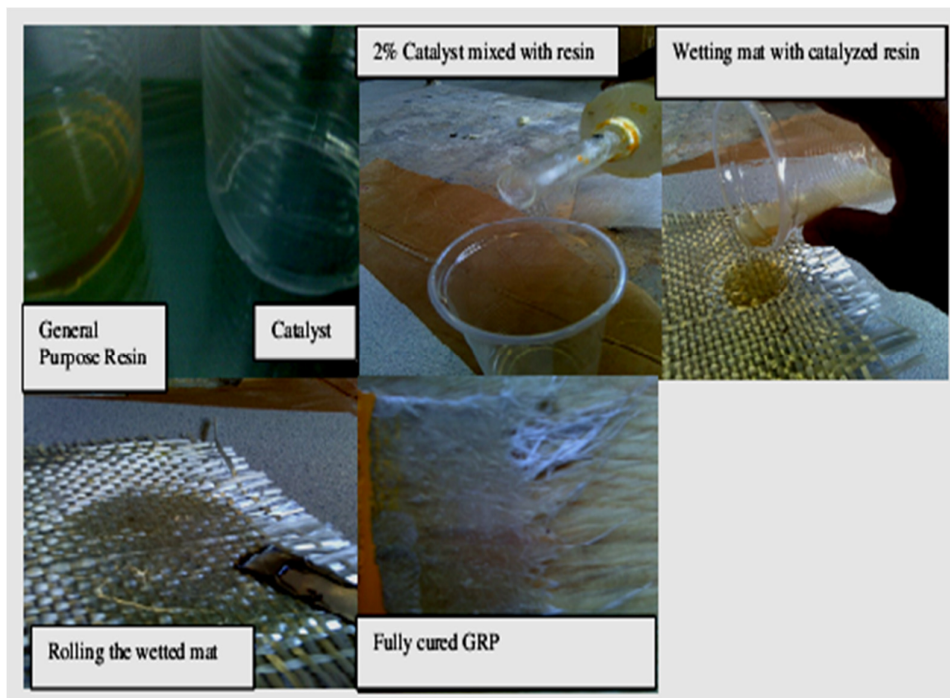 2% Catalyst mixed with resin
Wetting mat with catalyzed resin
General
Purpose Resin
Catalyst
Rolling the wetted mat
Fully cured GRP